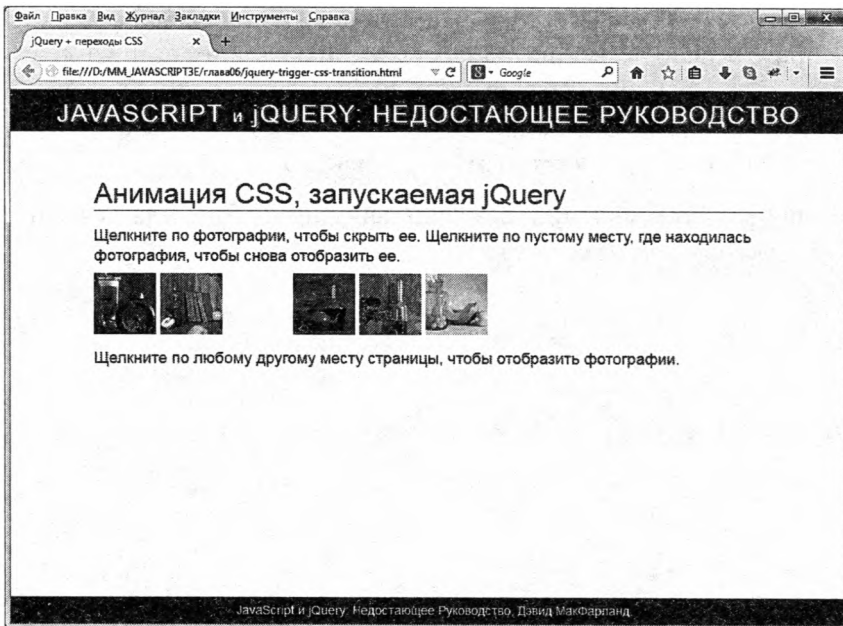 Файл Правка Вид Журнал Закладки Инструменты Справка
jQuery + переходы CSS × +
file:///D:/MM_JAVASCRIPT3E/глава06/jquery-trigger-css-transition.html
Google
JAVASCRIPT и jQUERY: НЕДОСТАЮЩЕЕ РУКОВОДСТВО
Анимация CSS, запускаемая jQuery
Щелкните по фотографии, чтобы скрыть ее. Щелкните по пустому месту, где находилась
фотография, чтобы снова отобразить ее.
Щелкните по любому другому месту страницы, чтобы отобразить фотографии.
JavaScript и jQuery: Недостающее Руководство, Дэвид МакФарланд